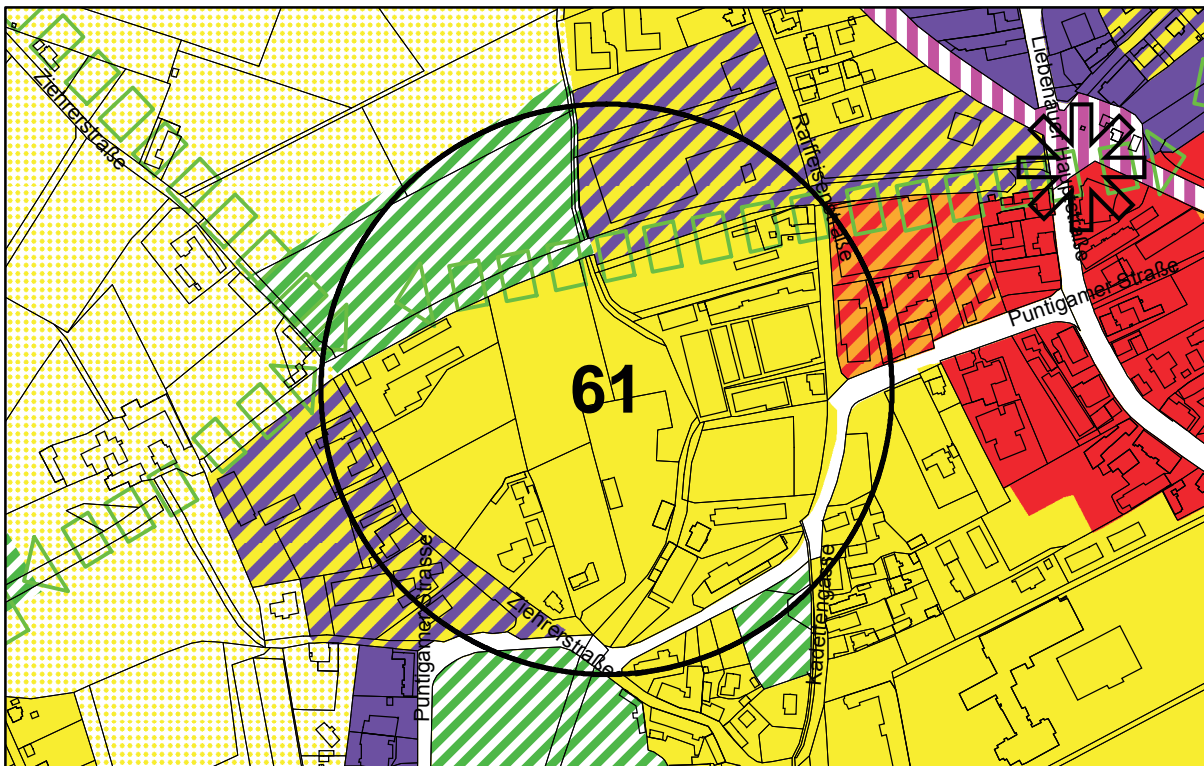 Ziehrerstraße
Raiffeisenstraße
Liebenauer Hauptstraße
Puntigamer Straße
61
Puntigamer Strasse
Ziehrerstraße
Kadettengasse